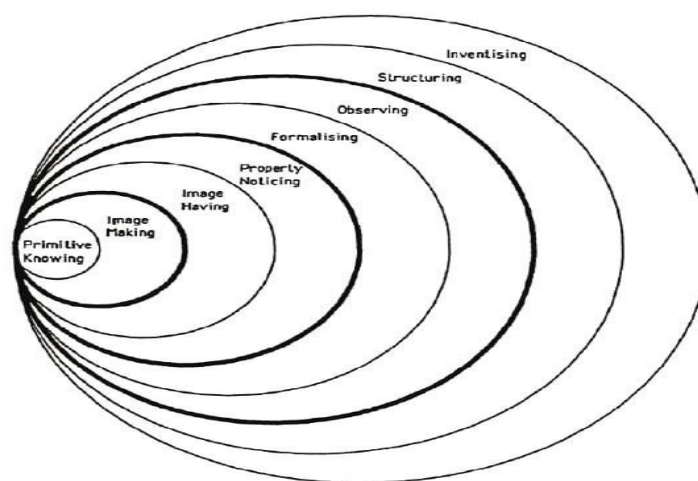 Inventising
Structuring
Observing
Formalising
Property
Noticing
Image
Having
Image
Making
Primitive
Knowing